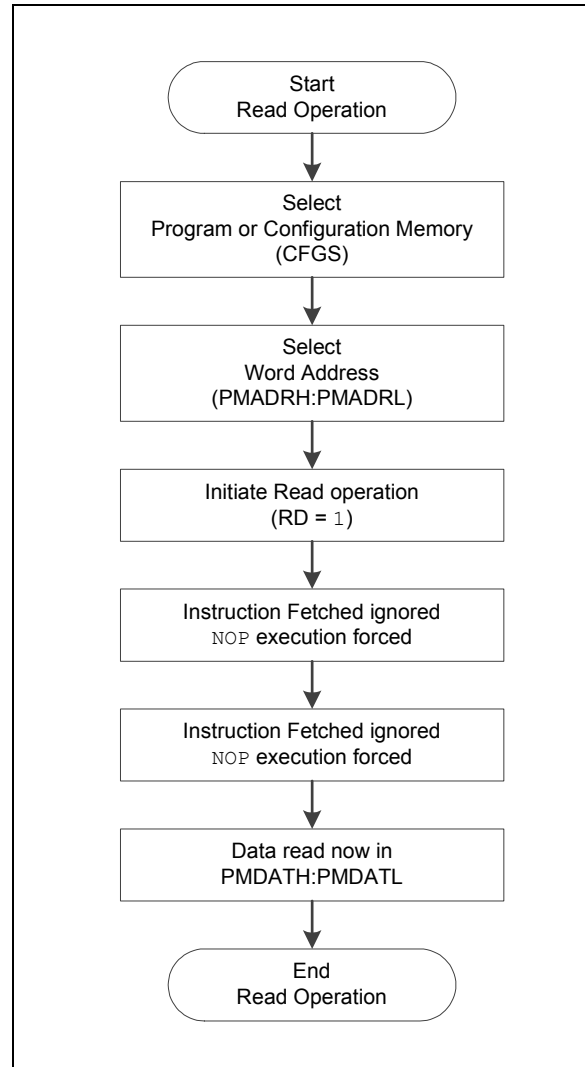 Start
Read Operation
Select
Program or Configuration Memory
(CFGS)
Select
Word Address
(PMADRH:PMADRL)
Initiate Read operation
(RD = 1)
Instruction Fetched ignored
NOP execution forced
Instruction Fetched ignored
NOP execution forced
Data read now in
PMDATH:PMDATL
End
Read Operation